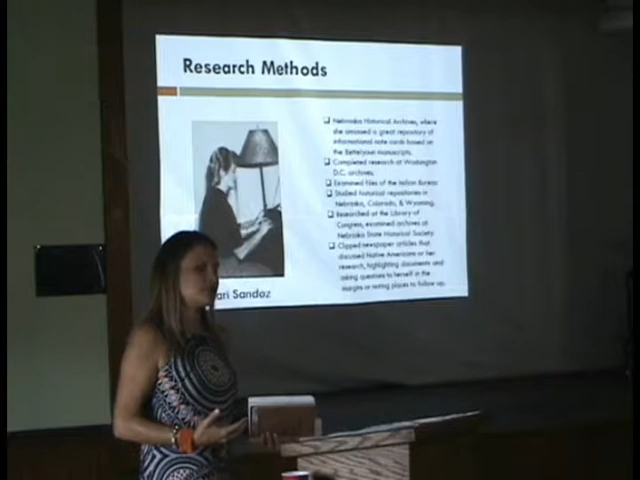 Research Methods
❑ Nebraska Historical Archives, where
she amassed a great repository of
informational note cards based on
the Bettelyoun manuscripts.
❑ Completed research at Washington
D.C. archives.
❑ Examined files of the Indian Bureau
❑ Studied historical repositories in
Nebraska, Colorado, & Wyoming.
❑ Researched at the Library of
Congress, examined archives at
Nebraska State Historical Society
❑ Clipped newspaper articles that
discussed Native Americans or her
research, highlighting documents and
asking questions to herself in the
margins or noting places to follow up.
ari Sandoz